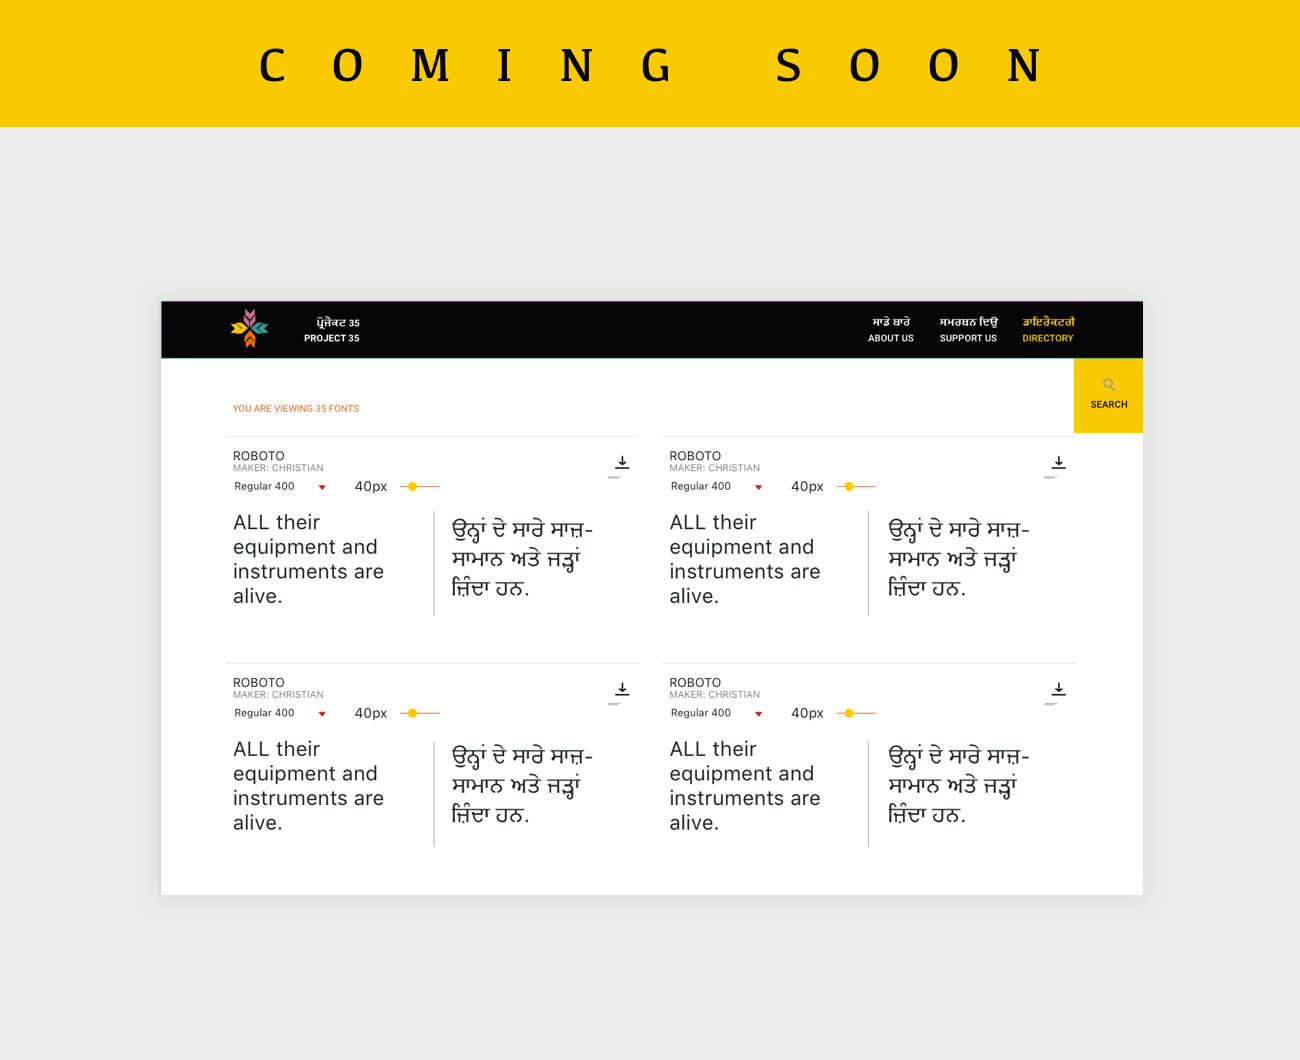 COMING SOON
ਪ੍ਰੋਜੈਕਟ 35
PROJECT 35
ਸਾਡੇ ਬਾਰੇ
ABOUT US
ਸਮਰਥਨ ਦਿਉ
SUPPORT US
ਡਾਇਰੈਕਟਰੀ
DIRECTORY
SEARCH
YOU ARE VIEWING 35 FONTS
ROBOTO
MAKER: CHRISTIAN
Regular 400
40px
ALL their
equipment and
instruments are
alive.
ਉਨ੍ਹਾਂ ਦੇ ਸਾਰੇ ਸਾਜ਼-
ਸਾਮਾਨ ਅਤੇ ਜੜ੍ਹਾਂ
ਜ਼ਿੰਦਾ ਹਨ.
ROBOTO
MAKER: CHRISTIAN
Regular 400
40px
ALL their
equipment and
instruments are
alive.
ਉਨ੍ਹਾਂ ਦੇ ਸਾਰੇ ਸਾਜ਼-
ਸਾਮਾਨ ਅਤੇ ਜੜ੍ਹਾਂ
ਜ਼ਿੰਦਾ ਹਨ.
ROBOTO
MAKER: CHRISTIAN
Regular 400
40px
ALL their
equipment and
instruments are
alive.
ਉਨ੍ਹਾਂ ਦੇ ਸਾਰੇ ਸਾਜ਼-
ਸਾਮਾਨ ਅਤੇ ਜੜ੍ਹਾਂ
ਜ਼ਿੰਦਾ ਹਨ.
ROBOTO
MAKER: CHRISTIAN
Regular 400
40px
ALL their
equipment and
instruments are
alive.
ਉਨ੍ਹਾਂ ਦੇ ਸਾਰੇ ਸਾਜ਼-
ਸਾਮਾਨ ਅਤੇ ਜੜ੍ਹਾਂ
ਜ਼ਿੰਦਾ ਹਨ.